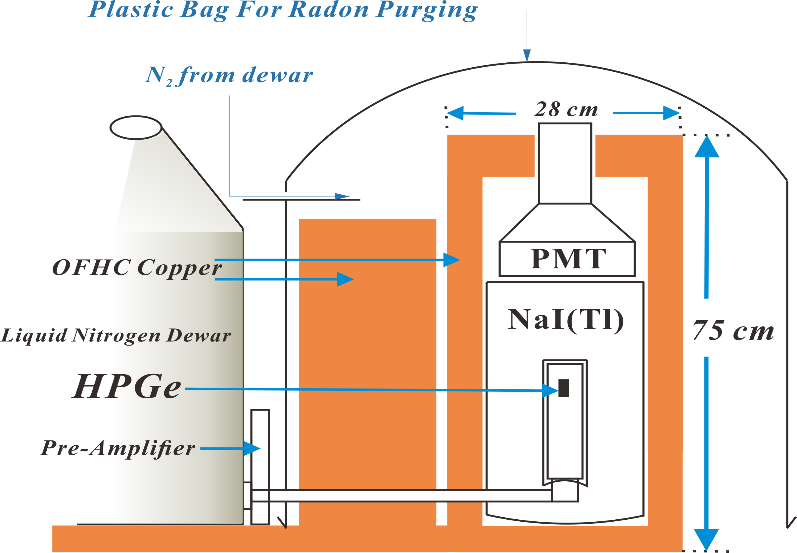 Plastic Bag For Radon Purging
N2 from dewar
28 cm
OFHC Copper
PMT
NaI(Tl)
Liquid Nitrogen Dewar
75 cm
HPGe
Pre-Amplifier